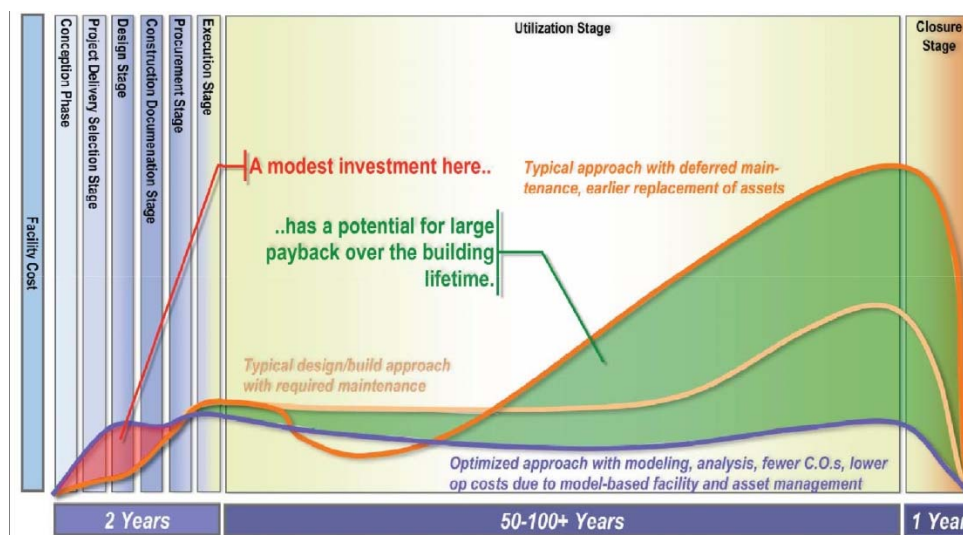 Conception Phase
Project Delivery Selection Stage
Design Stage
Construction Documenation Stage
Procurement Stage
Execution Stage
Utilization Stage
Closure
Stage
Facility Cost
A modest investment here..
Typical approach with deferred main-
tenance, earlier replacement of assets
..has a potential for large
payback over the building
lifetime.
Typical design/build approach
with required maintenance
Optimized approach with modeling, analysis, fewer C.O.s, lower
op costs due to model-based facility and asset management
2 Years
50-100+ Years
1 Year